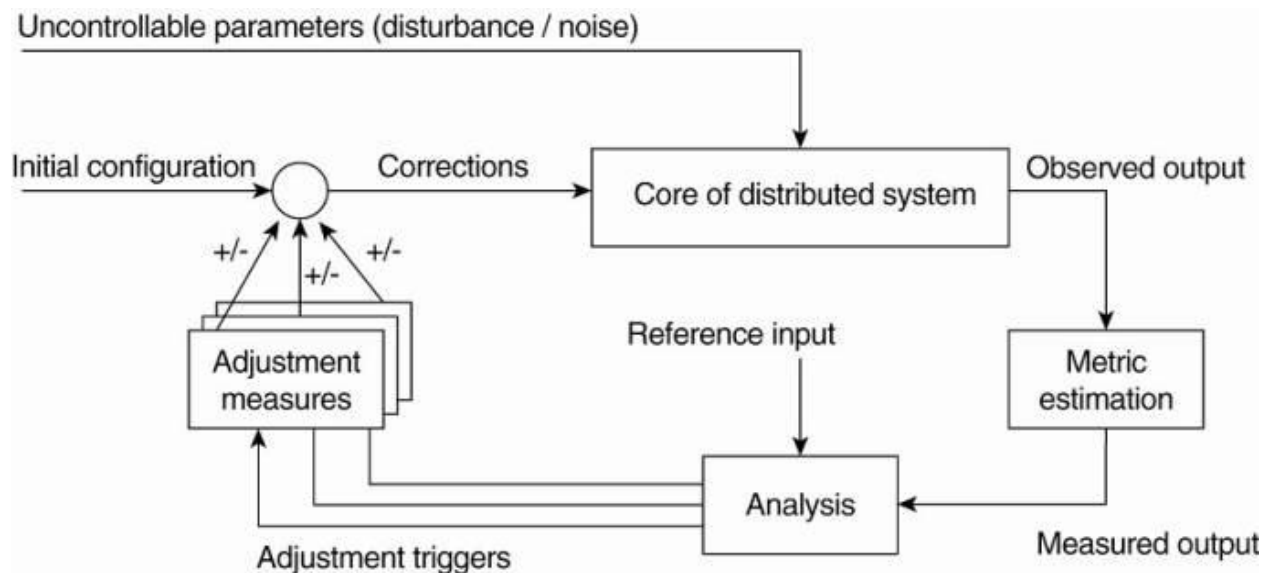 Uncontrollable parameters (disturbance / noise)
Initial configuration
Corrections
Core of distributed system
Observed output
+/-
+/-
+/-
Reference input
Adjustment
measures
Metric
estimation
Analysis
Adjustment triggers
Measured output